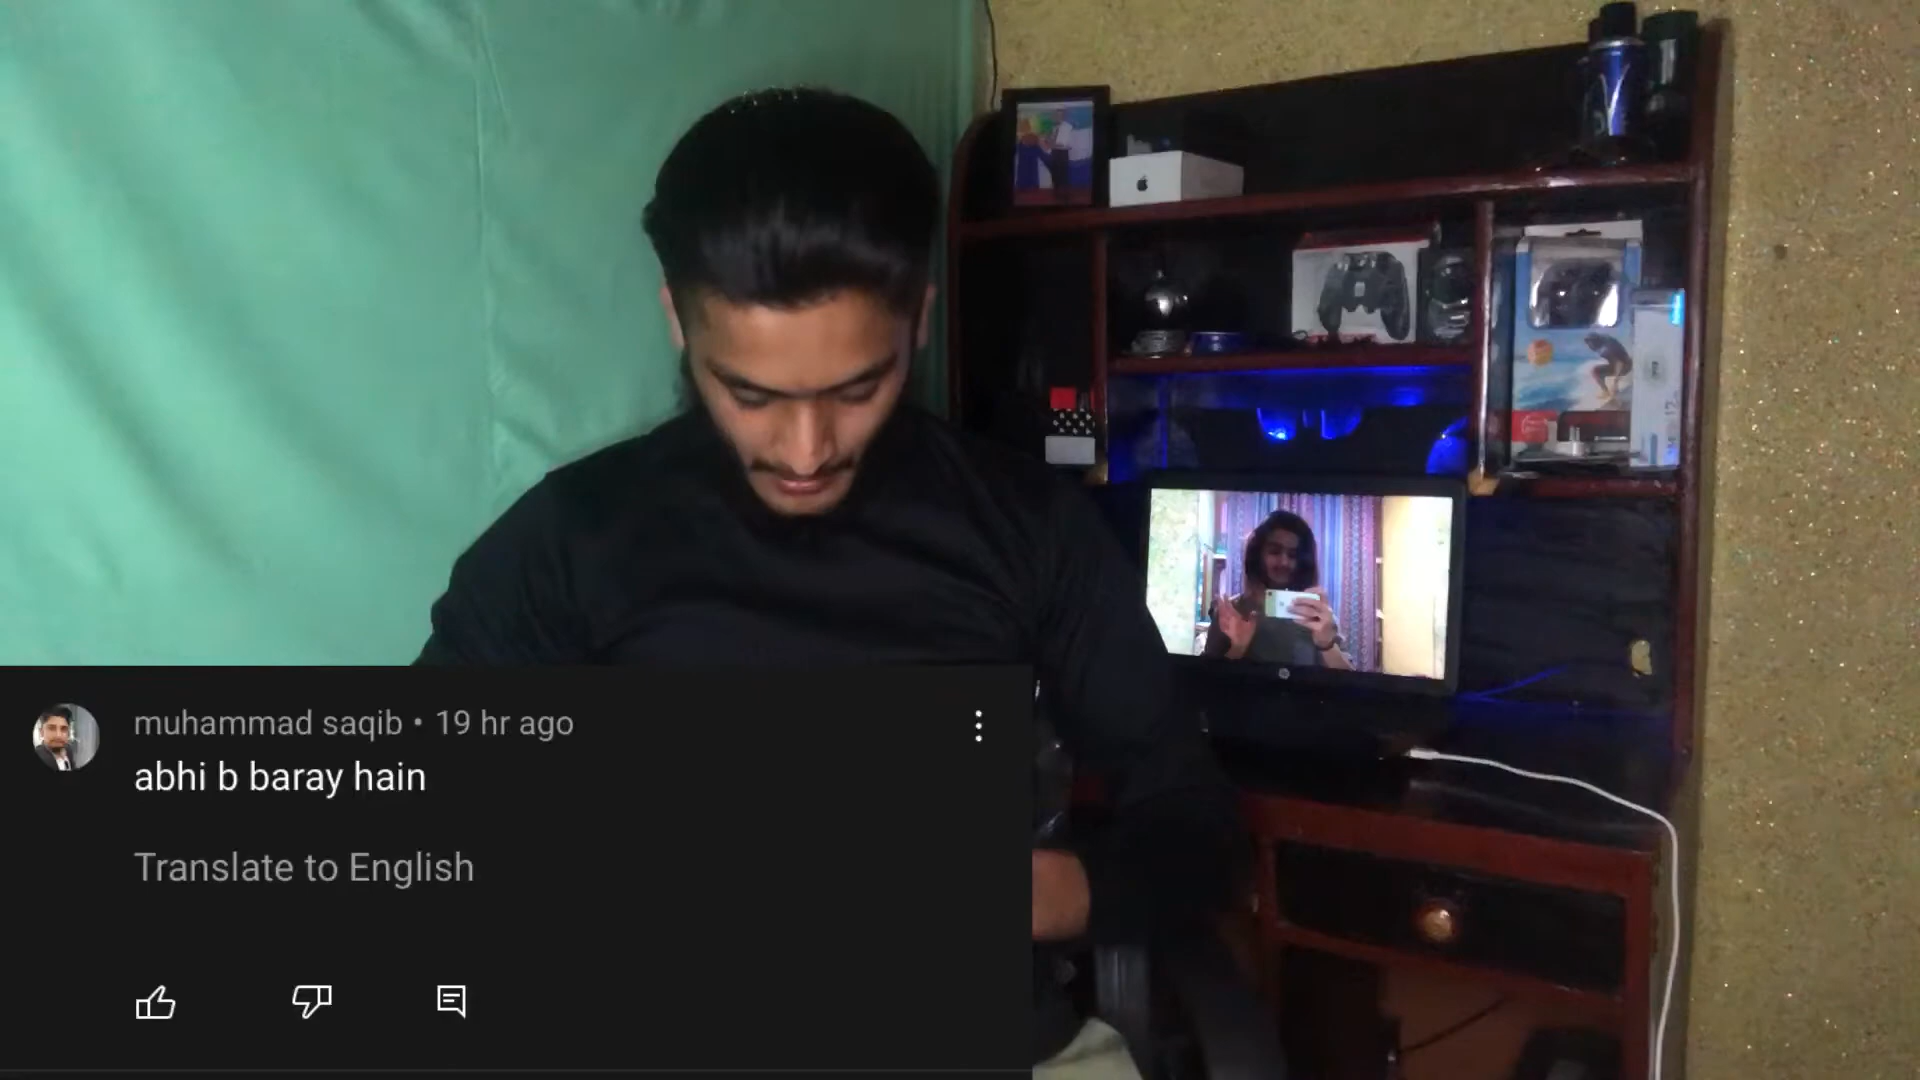 muhammad saqib • 19 hr ago
abhi b baray hain
Translate to English